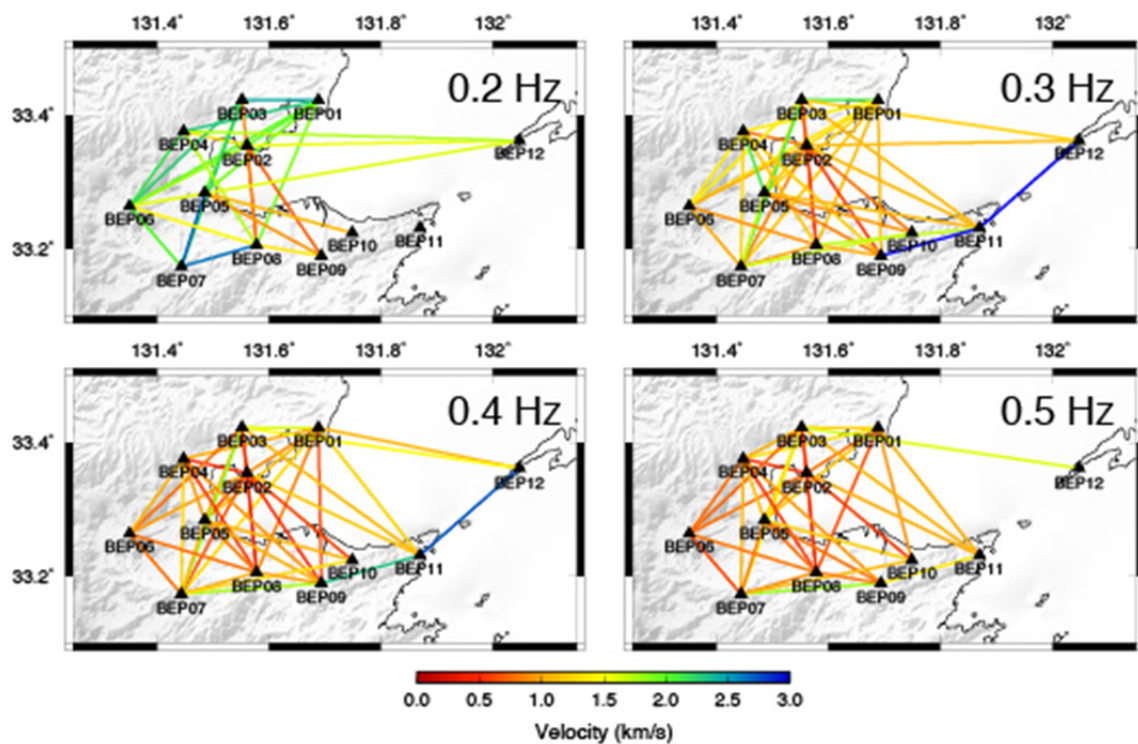 131.4° 131.6° 131.8° 132° 131.4° 131.6° 131.8° 132°
0.2 Hz 0.3 Hz
33.4°
33.2°
BEP03 BEP01
BEP04
BEP02
BEP12
BEP06
BEP05
BEP10
BEP11
BEP08
BEP09
BEP07
BEP03 BEP01
BEP04
BEP02
BEP12
BEP06
BEP05
BEP10
BEP11
BEP08
BEP09
BEP07
131.4° 131.6° 131.8° 132° 131.4° 131.6° 131.8° 132°
0.4 Hz 0.5 Hz
33.4°
33.2°
BEP03 BEP01
BEP04
BEP02
BEP12
BEP06
BEP05
BEP10
BEP11
BEP08
BEP09
BEP07
BEP03 BEP01
BEP04
BEP02
BEP12
BEP06
BEP05
BEP10
BEP11
BEP08
BEP09
BEP07
0.0 0.5 1.0 1.5 2.0 2.5 3.0
Velocity (km/s)